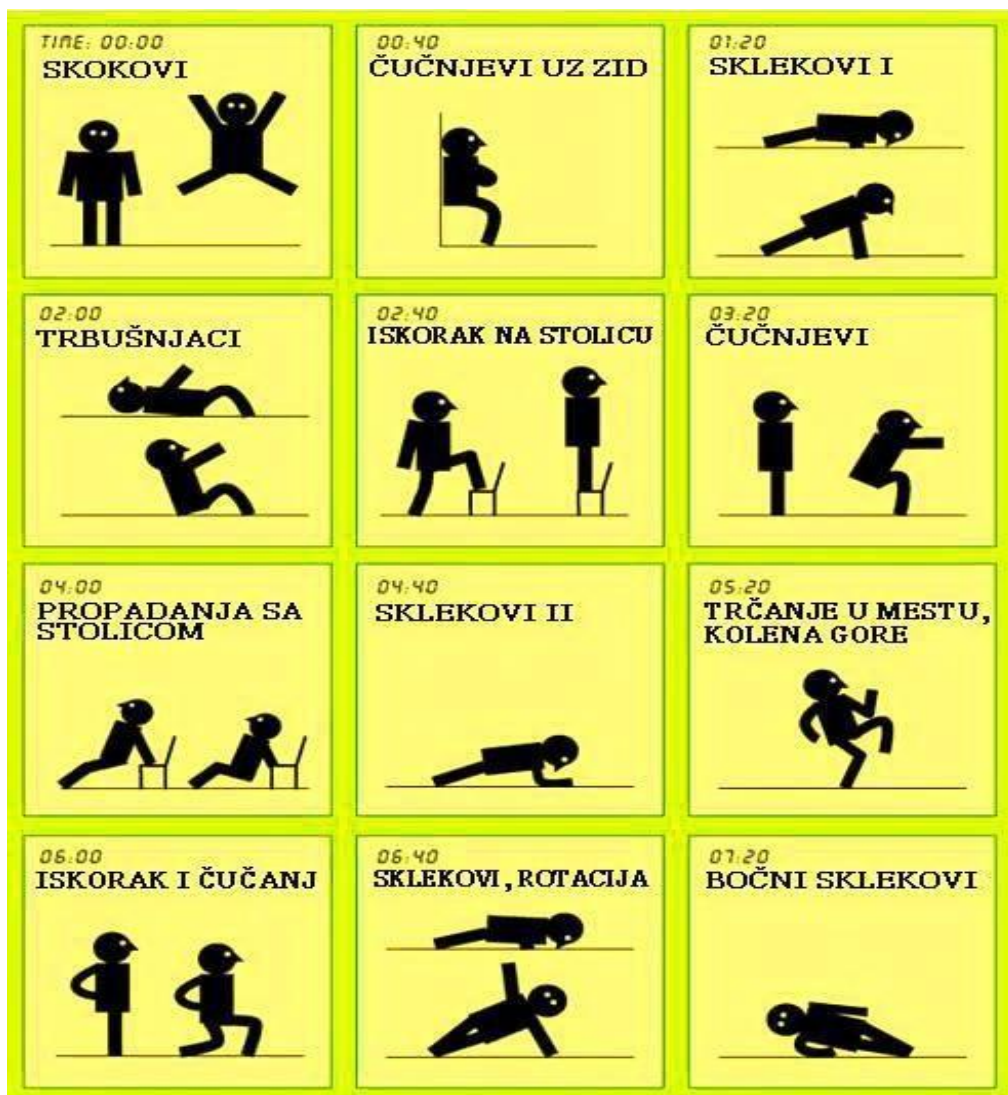 TIME: 00:00
SKOKOVI
00:40
ČUČNJEVI UZ ZID
01:20
SKLEKOVI I
02:00
TRBUŠNJACI
02:40
ISKORAK NA STOLICU
03:20
ČUČNJEVI
04:00
PROPADANJA SA
STOLICOM
04:40
SKLEKOVI II
05:20
TRČANJE U MESTU,
KOLENA GORE
06:00
ISKORAK I ČUČANJ
06:40
SKLEKOVI, ROTACIJA
07:20
BOČNI SKLEKOVI